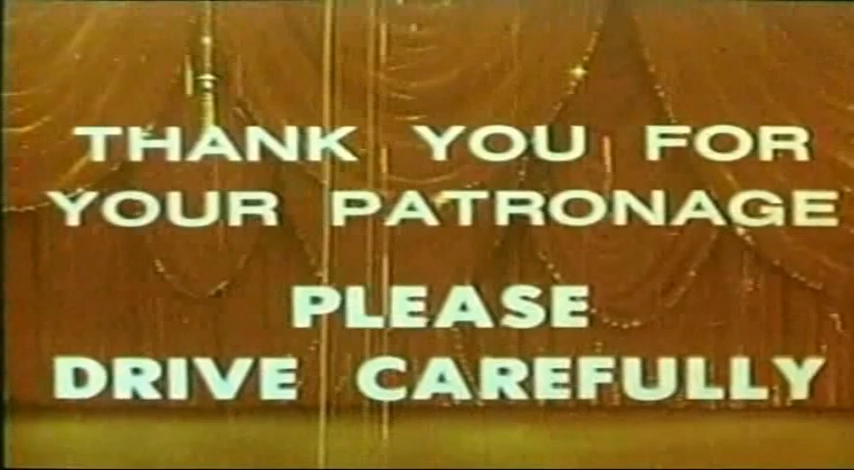 THANK YOU FOR
YOUR PATRONAGE
PLEASE
DRIVE CAREFULLY